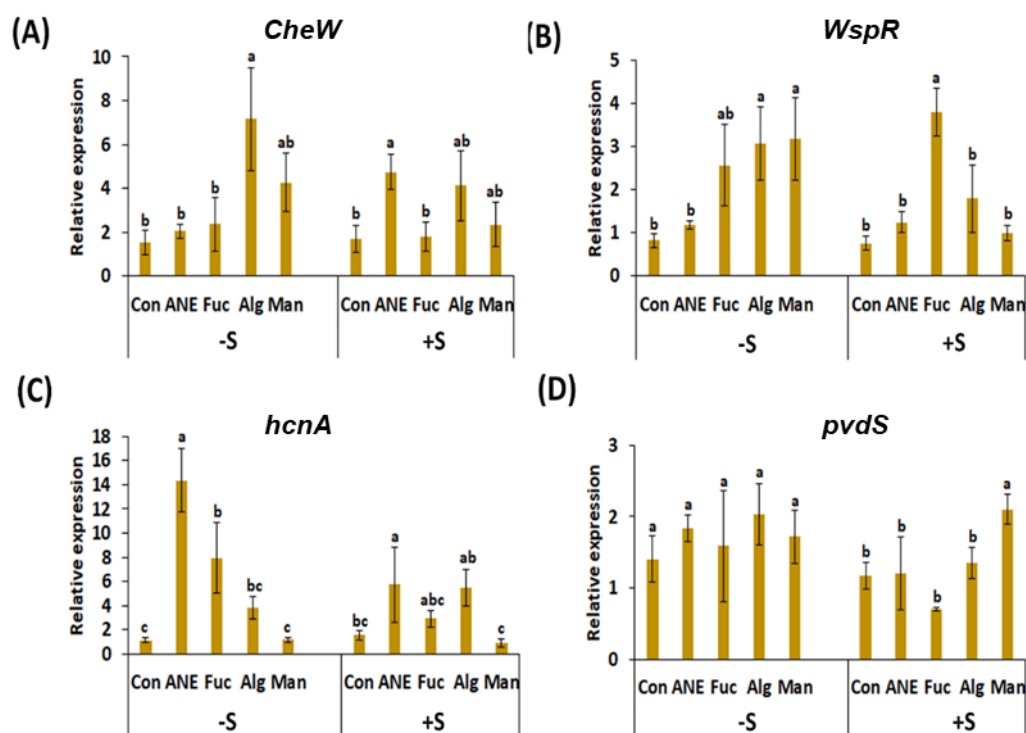 (A) CheW
Relative expression
10
8
6
4
2
0
b b b a ab b a b ab ab
Con ANE Fuc Alg Man Con ANE Fuc Alg Man
-S +S
(B) WspR
Relative expression
5
4
3
2
1
0
b b ab a a b b a b b
Con ANE Fuc Alg Man Con ANE Fuc Alg Man
-S +S
(C) hcnA
Relative expression
18
16
14
12
10
8
6
4
2
0
c a b bc c bc a abc ab c
Con ANE Fuc Alg Man Con ANE Fuc Alg Man
-S +S
(D) pvdS
Relative expression
3
2
1
0
a a a a a b b b b a
Con ANE Fuc Alg Man Con ANE Fuc Alg Man
-S +S